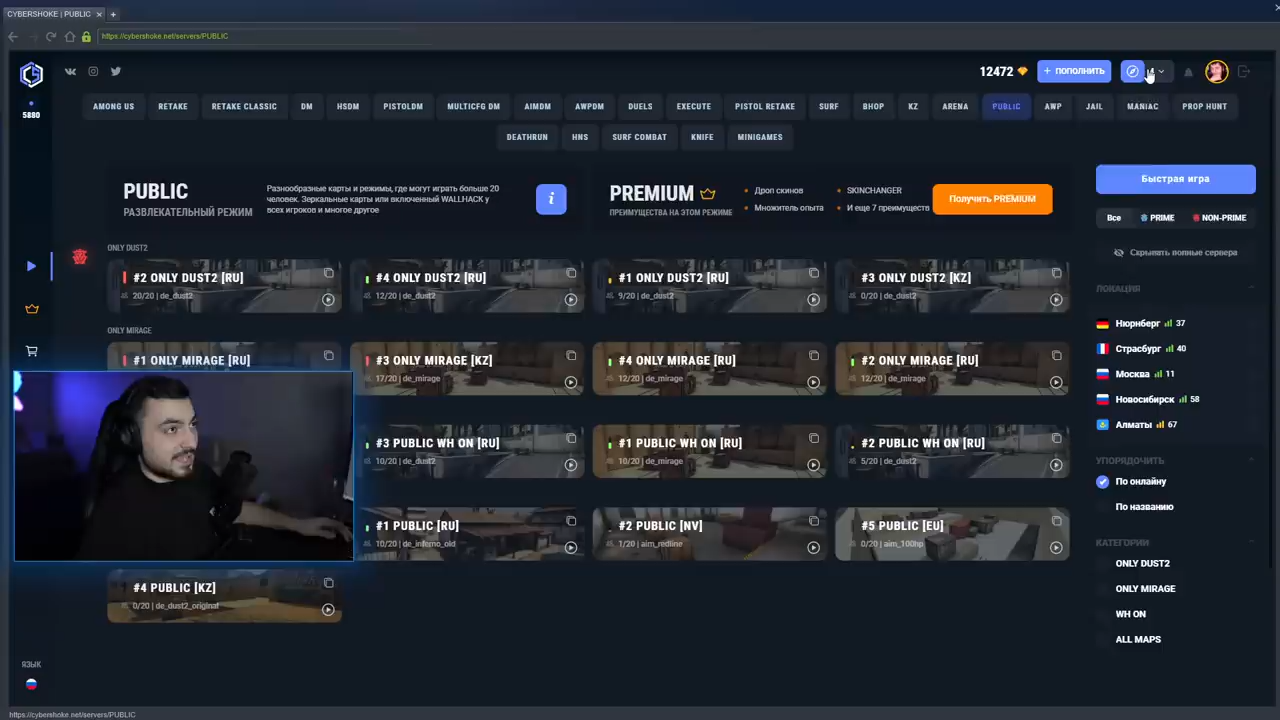 CYBERSHOKE | PUBLIC
https://cybershoke.net/servers/PUBLIC
12472
+ ПОПОЛНИТЬ
5880
AMONG US
RETAKE
RETAKE CLASSIC
DM
HSDM
PISTOLDM
MULTICFG DM
AIMDM
AWPDM
DUELS
EXECUTE
PISTOL RETAKE
SURF
BHOP
KZ
ARENA
PUBLIC
AWP
JAIL
MANIAC
PROP HUNT
DEATHRUN
HNS
SURF COMBAT
KNIFE
MINIGAMES
PUBLIC
РАЗВЛЕКАТЕЛЬНЫЙ РЕЖИМ
Разнообразные карты и режимы, где могут играть больше 20
человек. Зеркальные карты или включенный WALLHACK у
всех игроков и многое другое
i
PREMIUM
ПРЕИМУЩЕСТВА НА ЭТОМ РЕЖИМЕ
Дроп скинов
Множитель опыта
SKINCHANGER
И еще 7 преимуществ
Получить PREMIUM
Быстрая игра
Все
PRIME
NON-PRIME
Скрывать полные сервера
ONLY DUST2
#2 ONLY DUST2 [RU]
20/20 | de_dust2
#4 ONLY DUST2 [RU]
12/20 | de_dust2
#1 ONLY DUST2 [RU]
9/20 | de_dust2
#3 ONLY DUST2 [KZ]
0/20 | de_dust2
ONLY MIRAGE
#1 ONLY MIRAGE [RU]
#3 ONLY MIRAGE [KZ]
17/20 | de_mirage
#4 ONLY MIRAGE [RU]
12/20 | de_mirage
#2 ONLY MIRAGE [RU]
12/20 | de_mirage
#3 PUBLIC WH ON [RU]
10/20 | de_dust2
#1 PUBLIC WH ON [RU]
10/20 | de_mirage
#2 PUBLIC WH ON [RU]
5/20 | de_dust2
#1 PUBLIC [RU]
10/20 | de_inferno_old
#2 PUBLIC [NV]
1/20 | aim_redline
#5 PUBLIC [EU]
0/20 | aim_100hp
#4 PUBLIC [KZ]
0/20 | de_dust2_original
ЛОКАЦИЯ
Нюрнберг 37
Страсбург 40
Москва 11
Новосибирск 58
Алматы 67
УПОРЯДОЧИТЬ
По онлайну
По названию
КАТЕГОРИИ
ONLY DUST2
ONLY MIRAGE
WH ON
ALL MAPS
ЯЗЫК
https://cybershoke.net/servers/PUBLIC